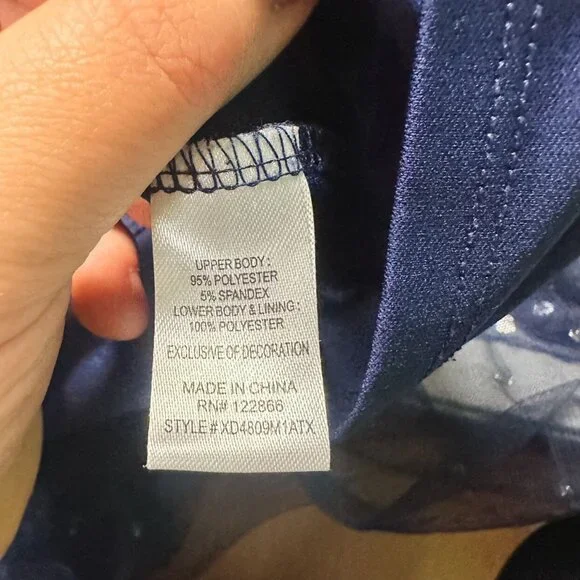 UPPER BODY :
95% POLYESTER
5% SPANDEX
LOWER BODY & LINING :
100% POLYESTER
EXCLUSIVE OF DECORATION
MADE IN CHINA
RN# 122866
STYLE # XD4809M1ATX